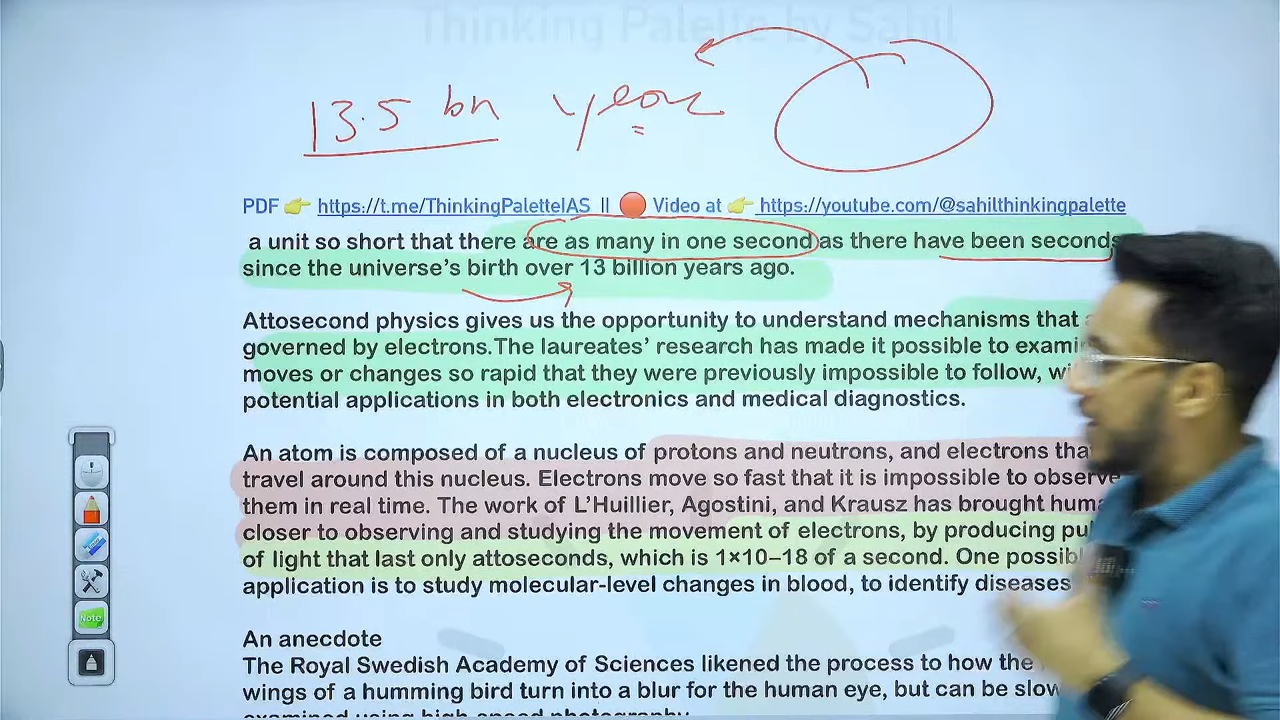 Thinking Palette by Sahil
13.5 bn year
PDF 👉 https://t.me/ThinkingPaletteIAS || 🔴 Video at 👉 https://youtube.com/@sahilthinkingpalette
a unit so short that there are as many in one second as there have been seconds
since the universe’s birth over 13 billion years ago.
Attosecond physics gives us the opportunity to understand mechanisms that
governed by electrons.The laureates’ research has made it possible to exami
moves or changes so rapid that they were previously impossible to follow, wi
potential applications in both electronics and medical diagnostics.
An atom is composed of a nucleus of protons and neutrons, and electrons tha
travel around this nucleus. Electrons move so fast that it is impossible to observe
them in real time. The work of L’Huillier, Agostini, and Krausz has brought huma
closer to observing and studying the movement of electrons, by producing pu
of light that last only attoseconds, which is 1×10–18 of a second. One possib
application is to study molecular-level changes in blood, to identify diseases
An anecdote
The Royal Swedish Academy of Sciences likened the process to how the
wings of a humming bird turn into a blur for the human eye, but can be slow
examined using high-speed photography
Note